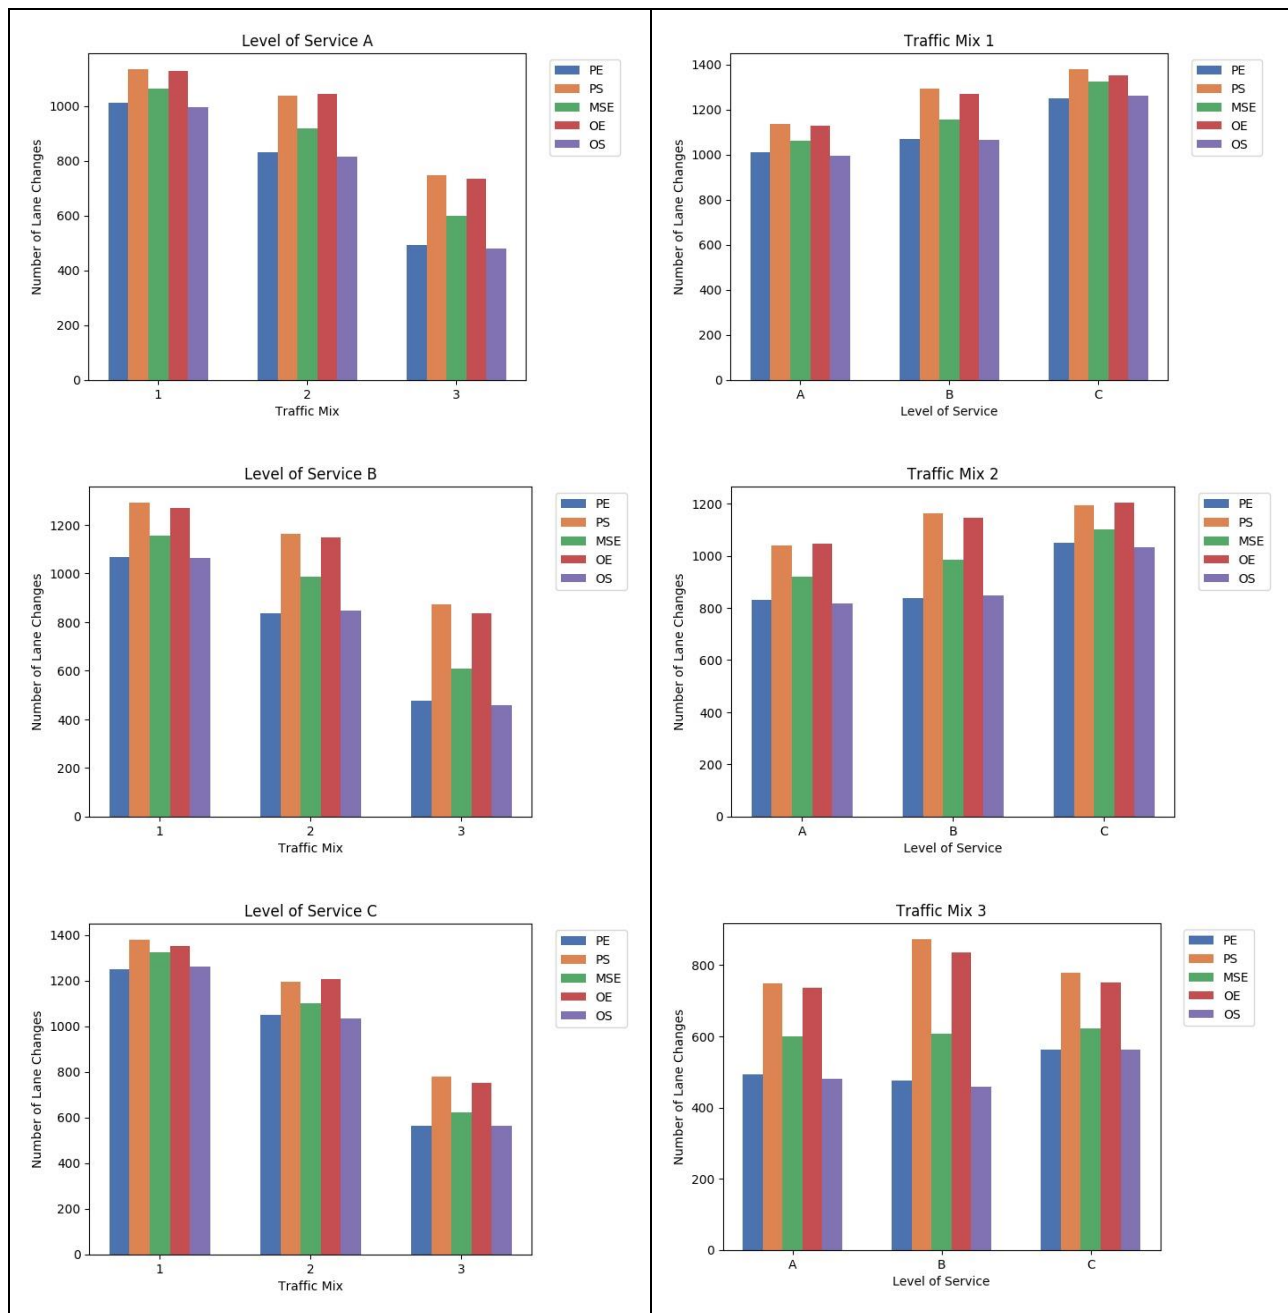 Level of Service A
Number of Lane Changes
1000
800
600
400
200
0
1 2 3
Traffic Mix
PE
PS
MSE
OE
OS
Traffic Mix 1
Number of Lane Changes
1400
1200
1000
800
600
400
200
0
A B C
Level of Service
PE
PS
MSE
OE
OS
Level of Service B
Number of Lane Changes
1200
1000
800
600
400
200
0
1 2 3
Traffic Mix
PE
PS
MSE
OE
OS
Traffic Mix 2
Number of Lane Changes
1200
1000
800
600
400
200
0
A B C
Level of Service
PE
PS
MSE
OE
OS
Level of Service C
Number of Lane Changes
1400
1200
1000
800
600
400
200
0
1 2 3
Traffic Mix
PE
PS
MSE
OE
OS
Traffic Mix 3
Number of Lane Changes
800
600
400
200
0
A B C
Level of Service
PE
PS
MSE
OE
OS